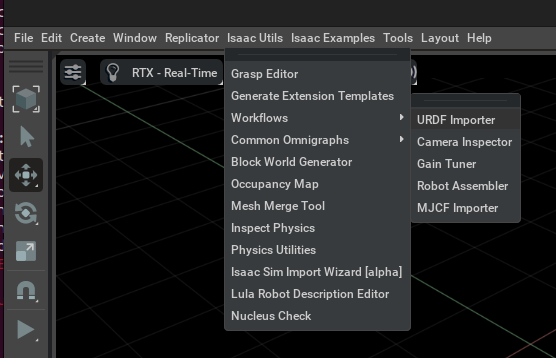 File Edit Create Window Replicator Isaac Utils Isaac Examples Tools Layout Help
RTX - Real-Time
Grasp Editor
Generate Extension Templates
Workflows
Common Omnigraphs
Block World Generator
Occupancy Map
Mesh Merge Tool
Inspect Physics
Physics Utilities
Isaac Sim Import Wizard [alpha]
Lula Robot Description Editor
Nucleus Check
URDF Importer
Camera Inspector
Gain Tuner
Robot Assembler
MJCF Importer